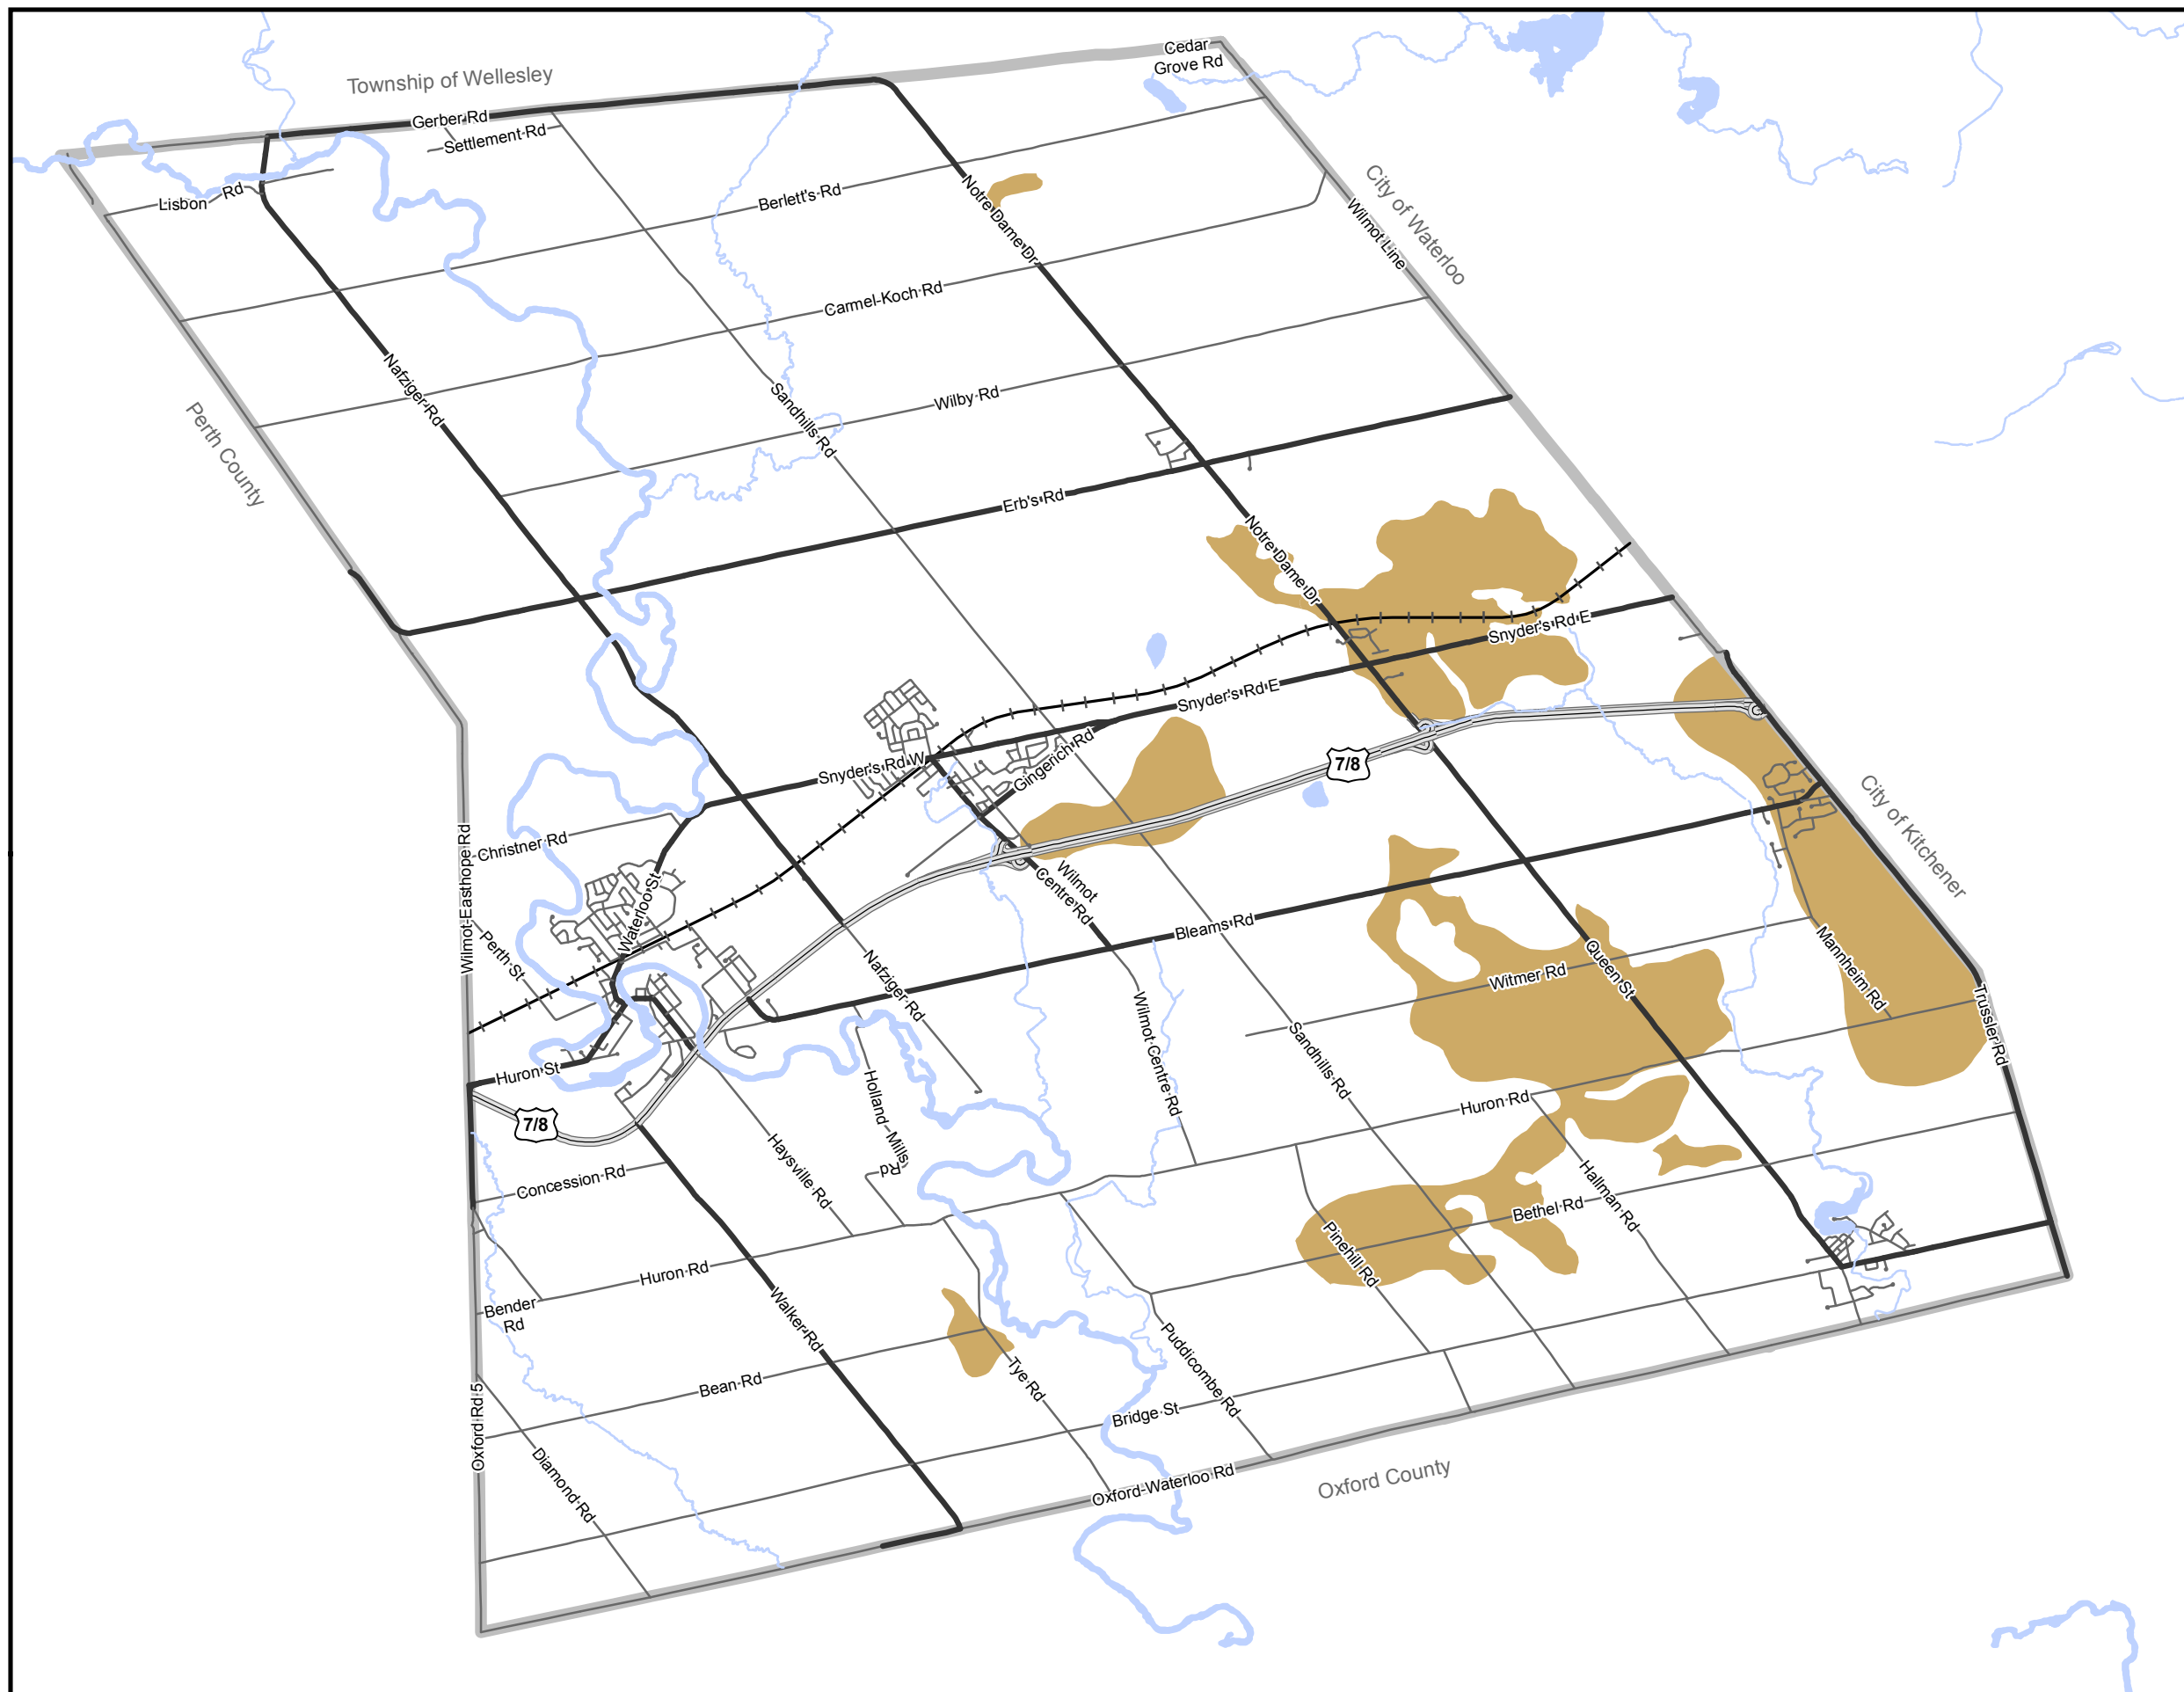 Cedar
Grove Rd
Township of Wellesley
Gerber Rd
Settlement Rd
Lisbon Rd
Berlett's Rd
Notre Dame Dr
City of Waterloo
Wilmot Line
Carmel-Koch Rd
Nafziger Rd
Sandhills Rd
Wilby Rd
Perth County
Erb's Rd
Notre Dame Dr
Snyder's Rd E
Snyder's Rd E
Snyder's Rd W
Gingerich Rd
7/8
City of Kitchener
Christner Rd
Wilmot-Easthope Rd
Wilmot
Centre Rd
Waterloo St
Bleams Rd
Perth St
Nafziger Rd
Witmer Rd
Queen St
Mannheim Rd
Trussler Rd
Wilmot Centre Rd
Sandhills Rd
Huron St
7/8
Holland Mills
Rd
Huron Rd
Haysville Rd
Concession Rd
Hallman Rd
Bethel Rd
Pinehill Rd
Huron Rd
Bender
Rd
Walker Rd
Puddicombe Rd
Tye Rd
Bean Rd
Oxford Rd 5
Bridge St
Diamond Rd
Oxford-Waterloo Rd
Oxford County